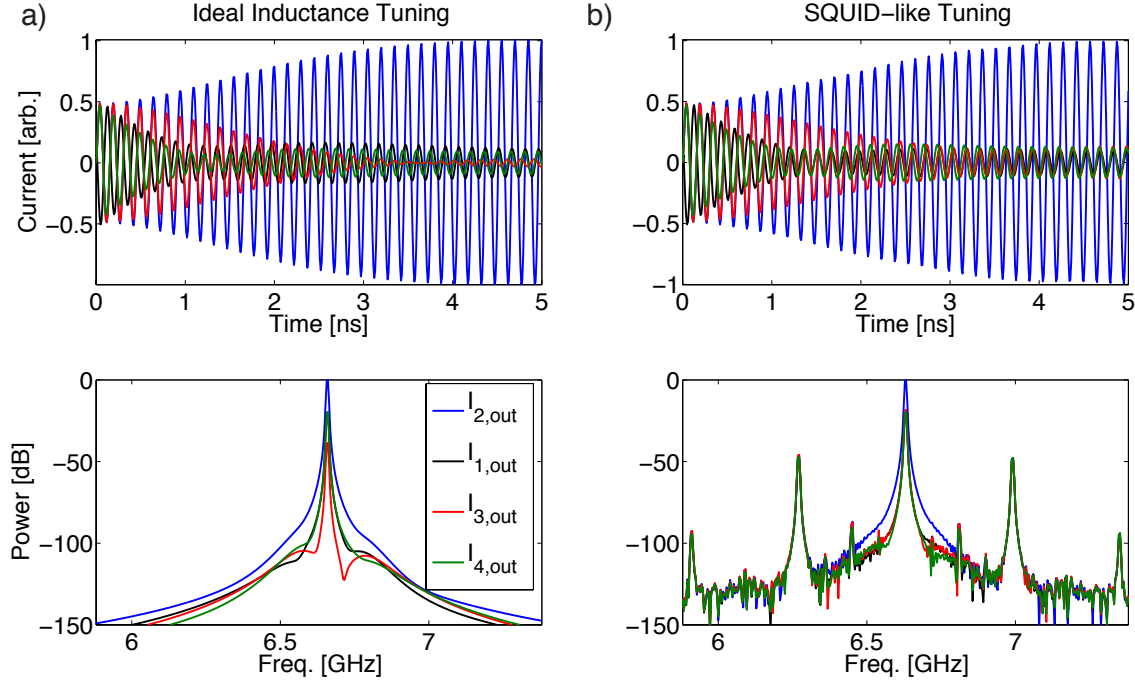 a) Ideal Inductance Tuning
b) SQUID−like Tuning
Current [arb.]
1
0.5
0
−0.5
0 1 2 3 4 5
Time [ns]
1
0.5
0
−0.5
−1
0 1 2 3 4 5
Time [ns]
Power [dB]
0
−50
−100
−150
6 6.5 7
Freq. [GHz]
I2,out
I1,out
I3,out
I4,out
0
−50
−100
−150
6 6.5 7
Freq. [GHz]